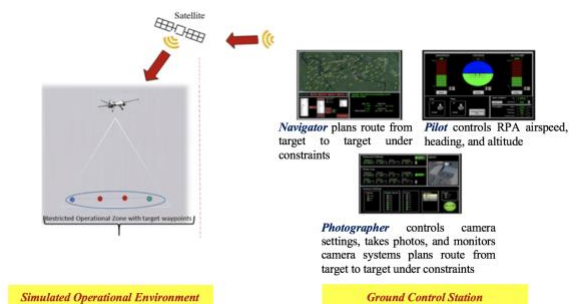 Satellite
Navigator plans route from
target to target under
constraints
Pilot controls RPA airspeed,
heading, and altitude
Restricted Operational Zone with target waypoints
Photographer controls camera
settings, takes photos, and monitors
camera systems plans route from
target to target under constraints
Simulated Operational Environment
Ground Control Station